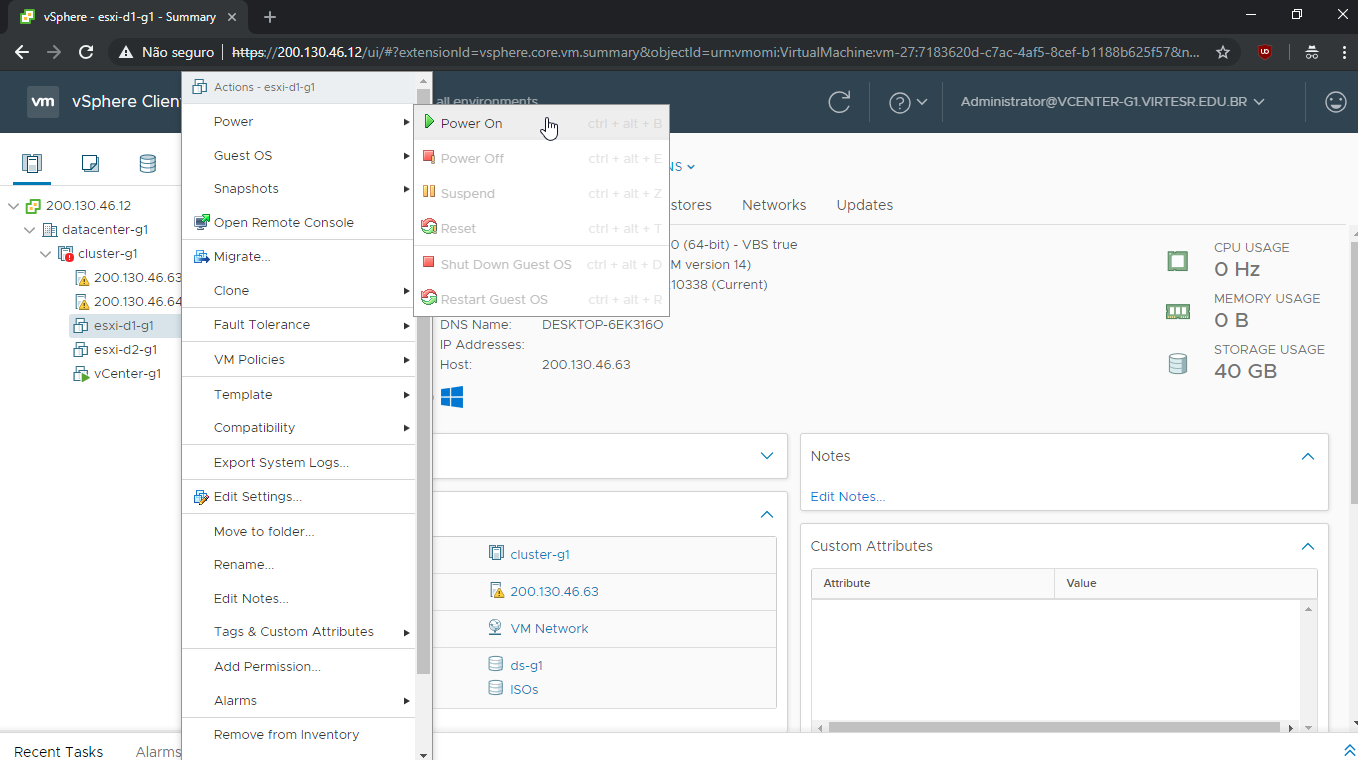 vSphere - esxi-d1-g1 - Summary
Não seguro https://200.130.46.12/ui/#?extensionId=vsphere.core.vm.summary&objectId=urn:vmomi:VirtualMachine:vm-27:7183620d-c7ac-4af5-8cef-b1188b625f57&n...
vm vSphere Client all environments Administrator@VCENTER-G1.VIRTESR.EDU.BR
Actions - esxi-d1-g1
Power
Guest OS
Snapshots
Open Remote Console
Migrate...
Clone
Fault Tolerance
VM Policies
Template
Compatibility
Export System Logs...
Edit Settings...
Move to folder...
Rename...
Edit Notes...
Tags & Custom Attributes
Add Permission...
Alarms
Remove from Inventory
Power On ctrl + alt + B
Power Off ctrl + alt + E
Suspend ctrl + alt + Z
Reset ctrl + alt + T
Shut Down Guest OS ctrl + alt + D
Restart Guest OS ctrl + alt + R
200.130.46.12
datacenter-g1
cluster-g1
200.130.46.63
200.130.46.64
esxi-d1-g1
esxi-d2-g1
vCenter-g1
NS
stores Networks Updates
0 (64-bit) - VBS true
M version 14)
10338 (Current)
DNS Name: DESKTOP-6EK316O
IP Addresses:
Host: 200.130.46.63
CPU USAGE
0 Hz
MEMORY USAGE
0 B
STORAGE USAGE
40 GB
cluster-g1
200.130.46.63
VM Network
ds-g1
ISOs
Notes
Edit Notes...
Custom Attributes
Attribute Value
Recent Tasks Alarms